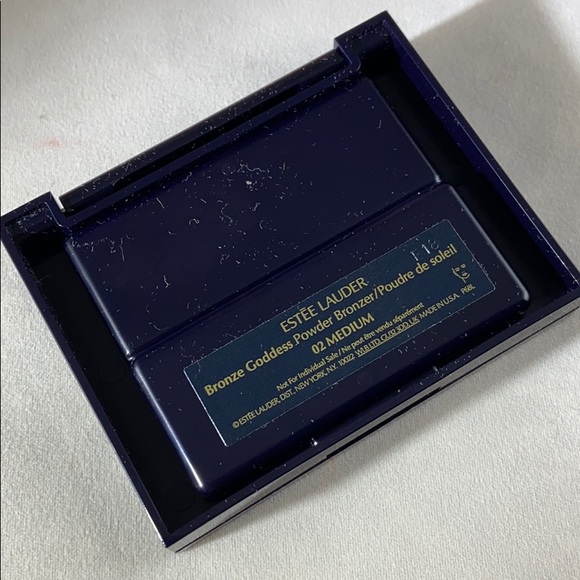 ESTĒE LAUDER
Bronze Goddess Powder Bronzer/Poudre de soleil
02 MEDIUM
Not For Individual Sale / Ne peut être vendu séparément
© ESTĒE LAUDER, DIST. NEW YORK, N.Y. 10022
MADE IN U.S.A.